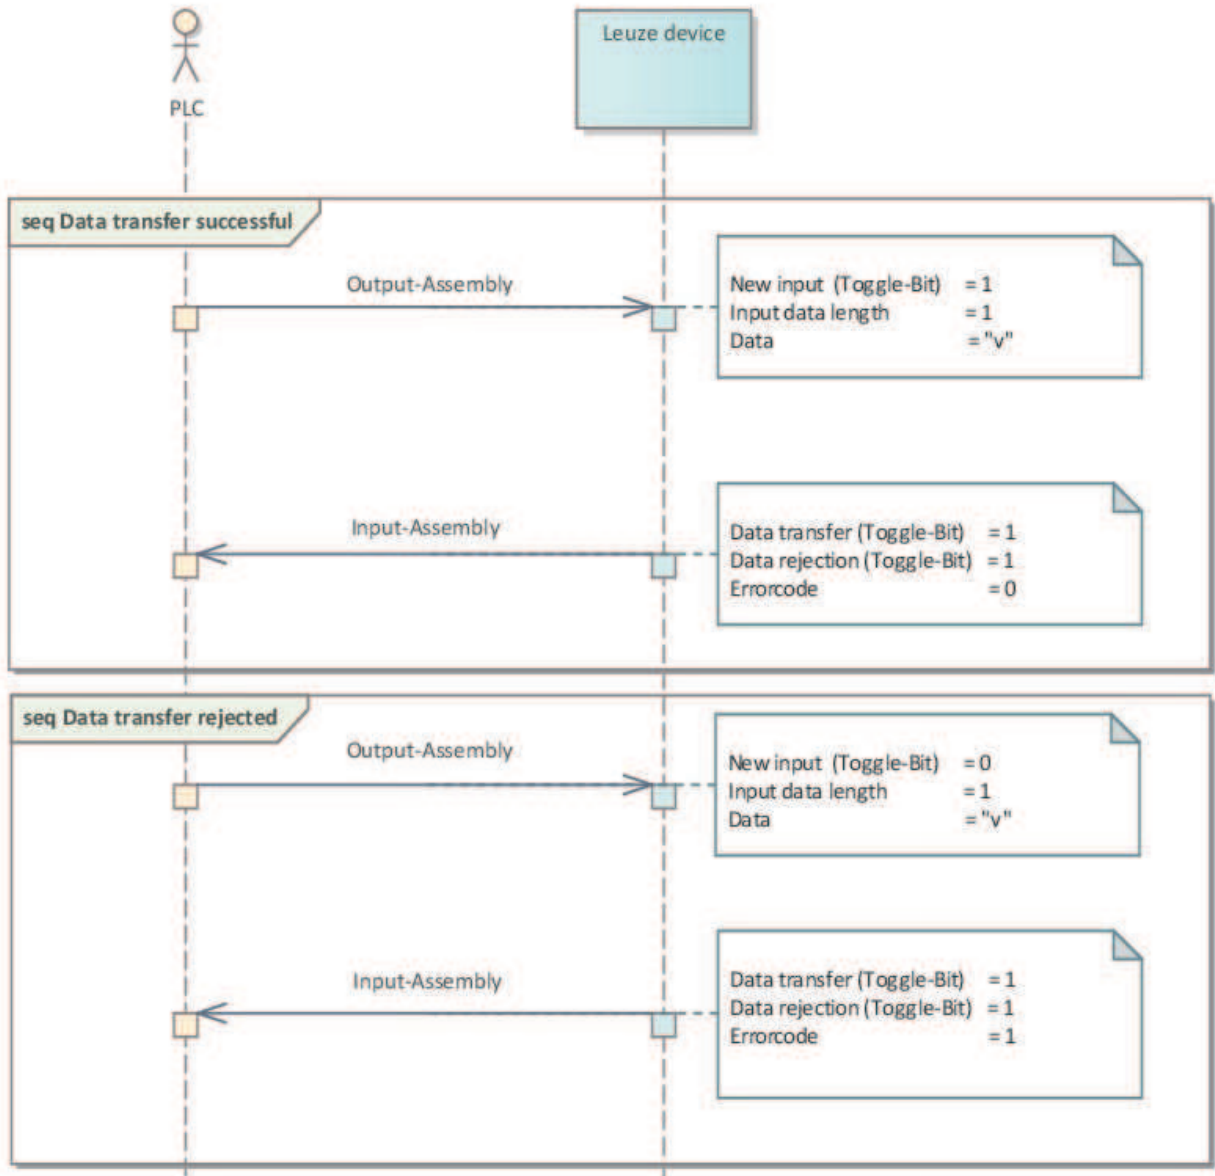 PLC
Leuze device
seq Data transfer successful
Output-Assembly
New input (Toggle-Bit) = 1
Input data length = 1
Data = "v"
Input-Assembly
Data transfer (Toggle-Bit) = 1
Data rejection (Toggle-Bit) = 1
Errorcode = 0
seq Data transfer rejected
Output-Assembly
New input (Toggle-Bit) = 0
Input data length = 1
Data = "v"
Input-Assembly
Data transfer (Toggle-Bit) = 1
Data rejection (Toggle-Bit) = 1
Errorcode = 1